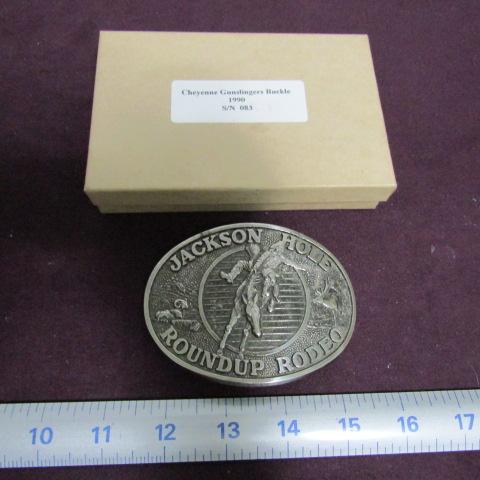 Cheyenne Gunslingers Buckle
1990
S/N 083
JACKSON HOLE
ROUNDUP RODEO
10 11 12 13 14 15 16 17